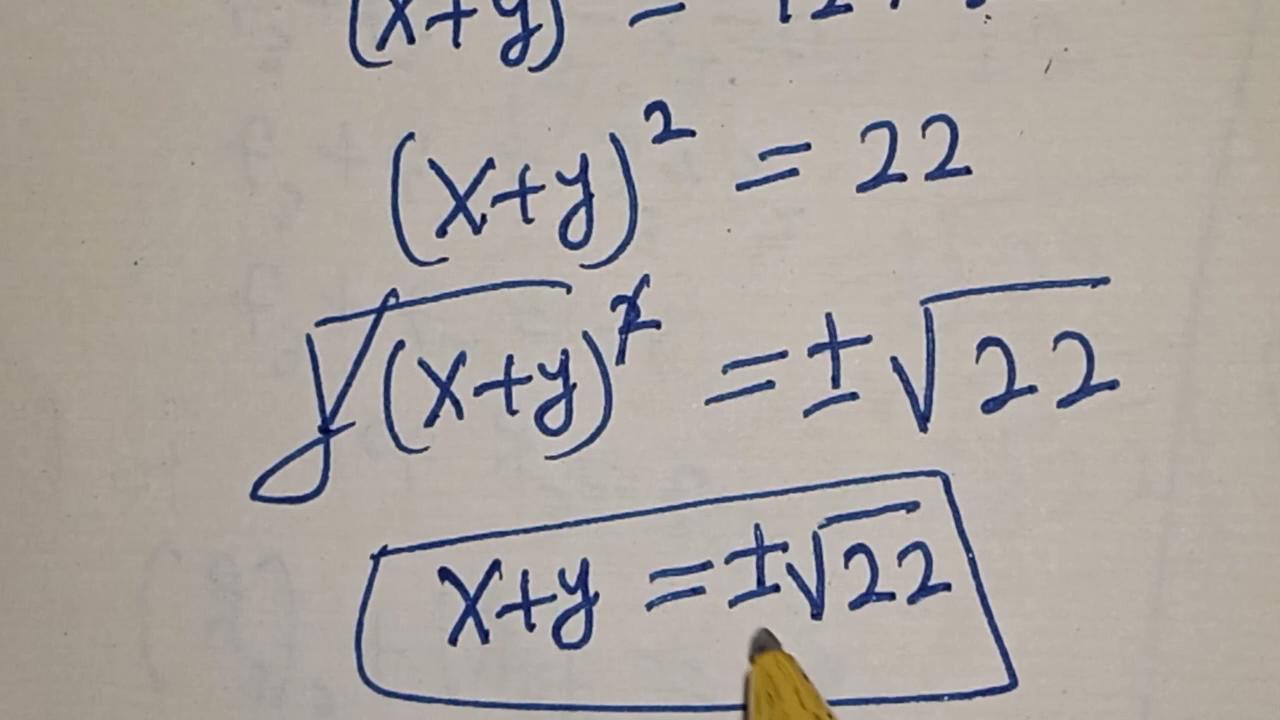 (x+y) =
(x+y)² = 22
√(x+y)² = ±√22
x+y = ±√22